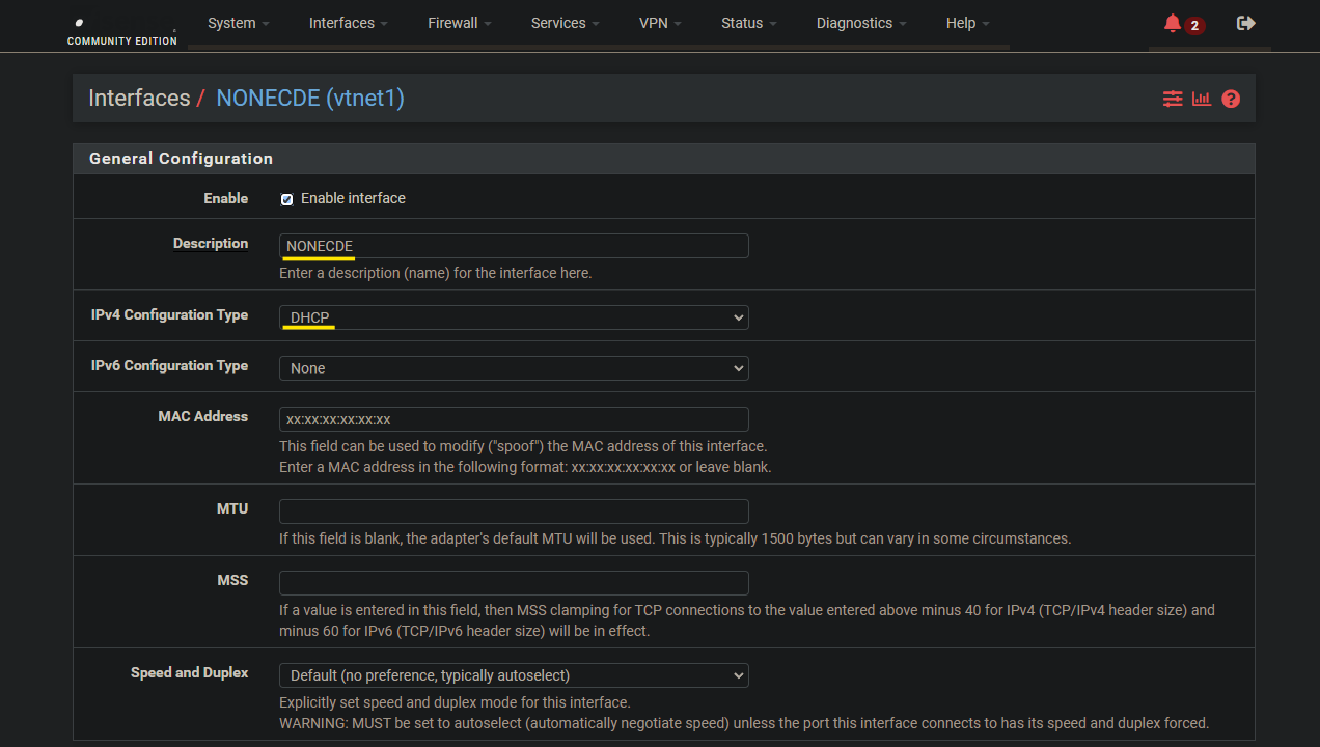 COMMUNITY EDITION
System Interfaces Firewall Services VPN Status Diagnostics Help 2
Interfaces / NONECDE (vtnet1)
General Configuration
Enable Enable interface
Description NONECDE
Enter a description (name) for the interface here.
IPv4 Configuration Type DHCP
IPv6 Configuration Type None
MAC Address xx:xx:xx:xx:xx:xx
This field can be used to modify ("spoof") the MAC address of this interface.
Enter a MAC address in the following format: xx:xx:xx:xx:xx:xx or leave blank.
MTU
If this field is blank, the adapter's default MTU will be used. This is typically 1500 bytes but can vary in some circumstances.
MSS
If a value is entered in this field, then MSS clamping for TCP connections to the value entered above minus 40 for IPv4 (TCP/IPv4 header size) and
minus 60 for IPv6 (TCP/IPv6 header size) will be in effect.
Speed and Duplex Default (no preference, typically autoselect)
Explicitly set speed and duplex mode for this interface.
WARNING: MUST be set to autoselect (automatically negotiate speed) unless the port this interface connects to has its speed and duplex forced.